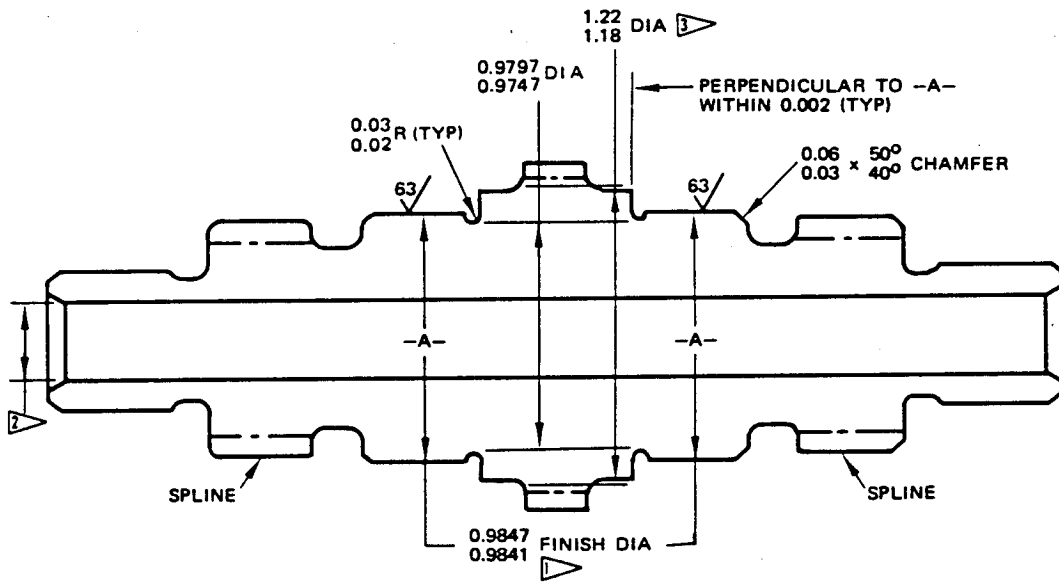 1.22
1.18 DIA 3
0.9797
0.9747 DIA
PERPENDICULAR TO -A-
WITHIN 0.002 (TYP)
0.03
0.02 R (TYP)
0.06 x 50°
0.03 40° CHAMFER
63
63
-A-
-A-
2
SPLINE
SPLINE
0.9847
0.9841 FINISH DIA
1